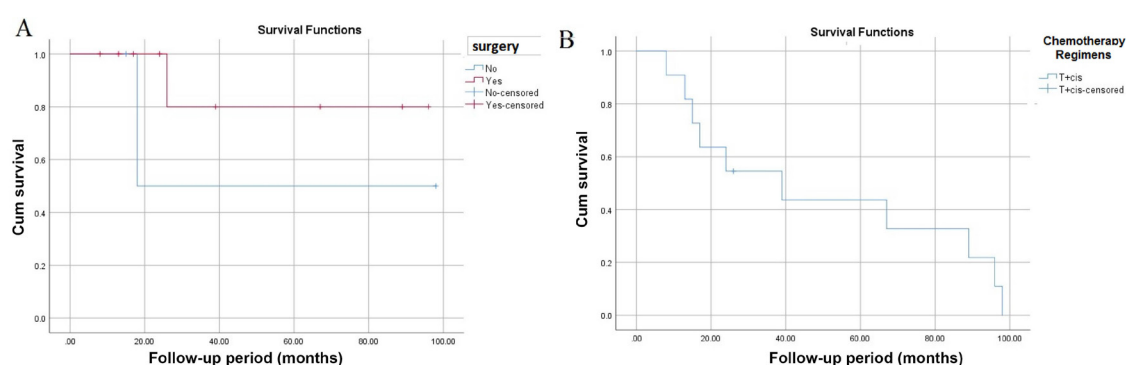 A
Survival Functions
surgery
No
Yes
No-censored
Yes-censored
1.0
0.8
0.6
0.4
0.2
0.0
Cum survival
.00 20.00 40.00 60.00 80.00 100.00
Follow-up period (months)
B
Survival Functions
Chemotherapy
Regimens
T+cis
T+cis-censored
1.0
0.8
0.6
0.4
0.2
0.0
Cum survival
.00 20.00 40.00 60.00 80.00 100.00
Follow-up period (months)